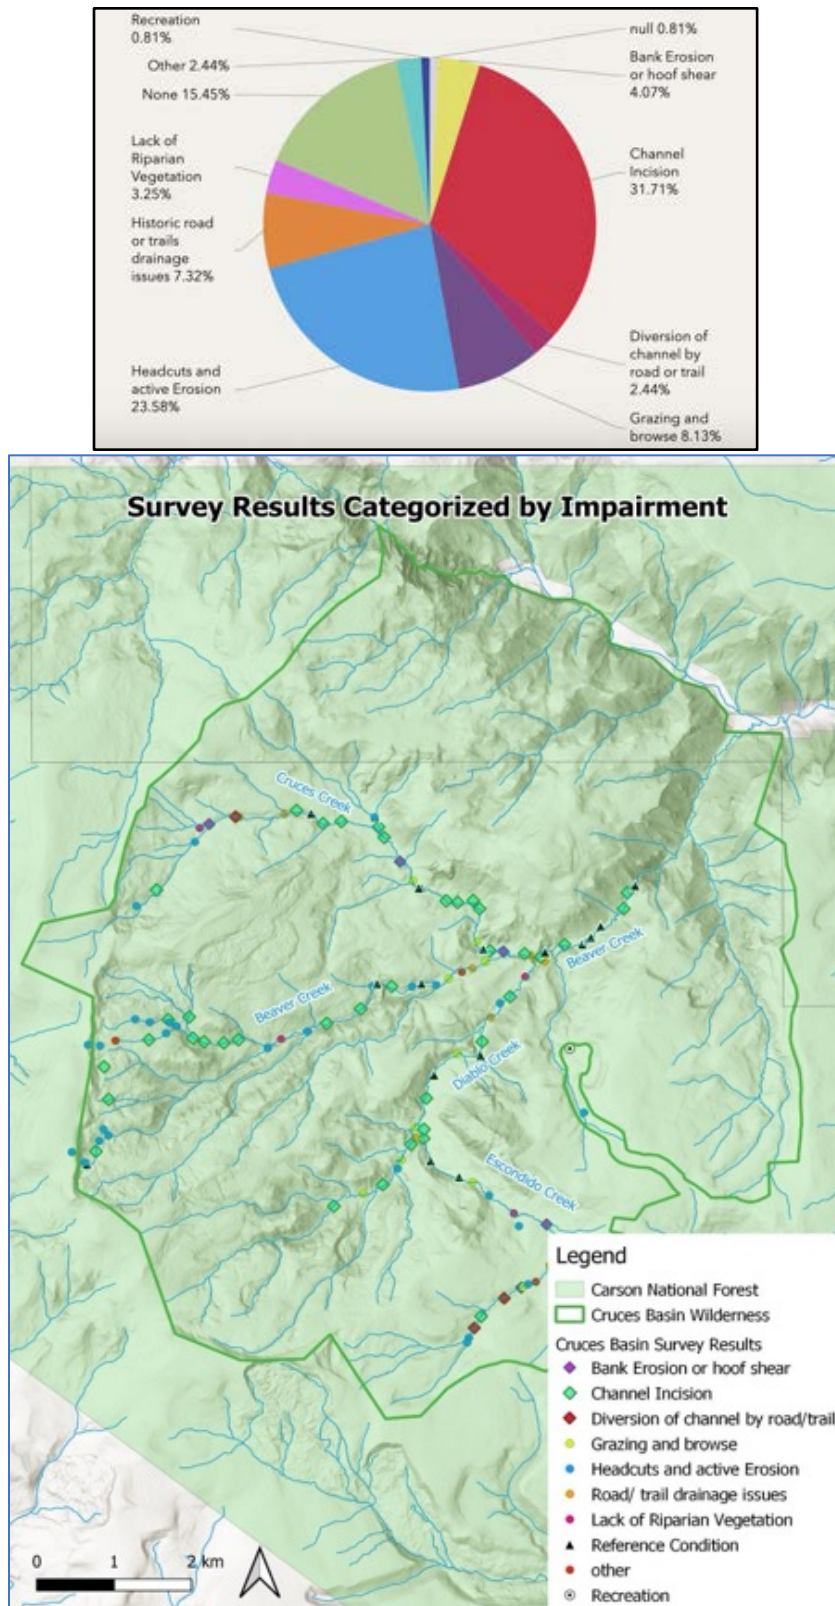 Recreation
0.81%
Other 2.44%
None 15.45%
Lack of
Riparian
Vegetation
3.25%
Historic road
or trails
drainage
issues 7.32%
Headcuts and
active Erosion
23.58%
null 0.81%
Bank Erosion
or hoof shear
4.07%
Channel
Incision
31.71%
Diversion of
channel by
road or trail
2.44%
Grazing and
browse 8.13%
Survey Results Categorized by Impairment
Cruces Creek
Beaver Creek
Beaver Creek
Diablo Creek
Escondido Creek
Legend
Carson National Forest
Cruces Basin Wilderness
Cruces Basin Survey Results
Bank Erosion or hoof shear
Channel Incision
Diversion of channel by road/trail
Grazing and browse
Headcuts and active Erosion
Road/ trail drainage issues
Lack of Riparian Vegetation
Reference Condition
other
Recreation
0 1 2 km